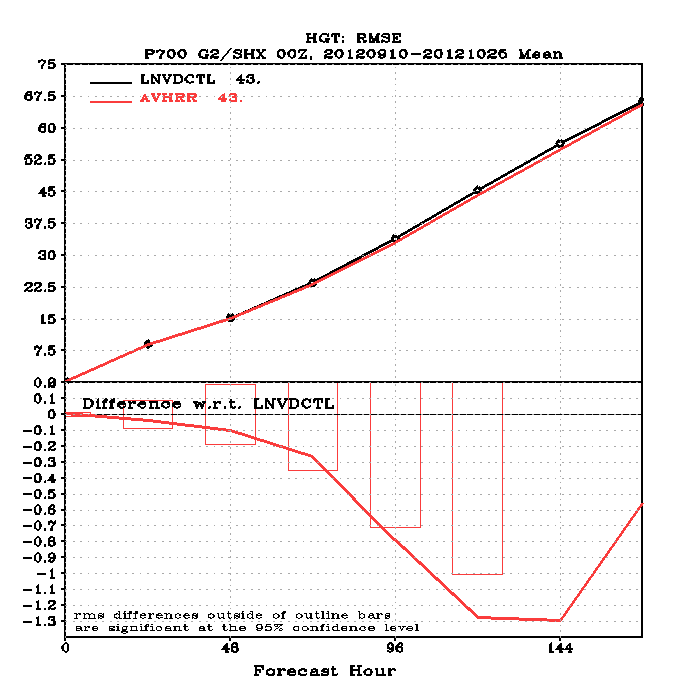 HGT: RMSE
P700 G2/SHX 00Z, 20120910-20121026 Mean
75
LNVDCTL 43.
AVHRR 43.
67.5
60
52.5
45
37.5
30
22.5
15
7.5
0.1
Difference w.r.t. LNVDCTL
0
-0.1
-0.2
-0.3
-0.4
-0.5
-0.6
-0.7
-0.8
-0.9
-1
-1.1
-1.2
rms differences outside of outline bars
-1.3
are significant at the 95% confidence level
0 48 96 144
Forecast Hour